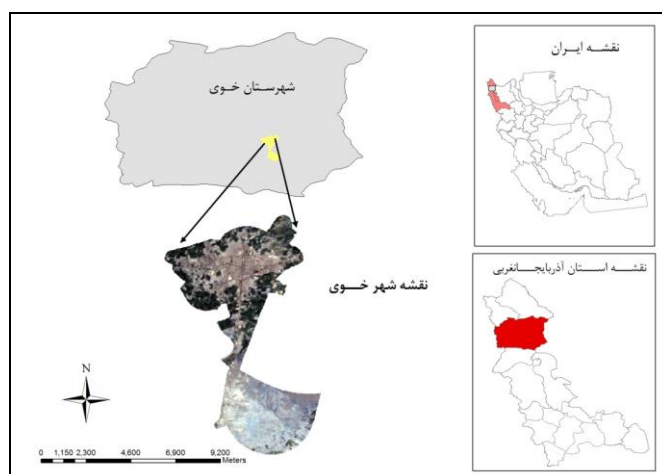 شهرستان خوی
نقشه ایران
نقشه شهر خوی
نقشه استان آذربایجانغربی
N
0 1,150 2,300 4,600 6,900 9,200
Meters